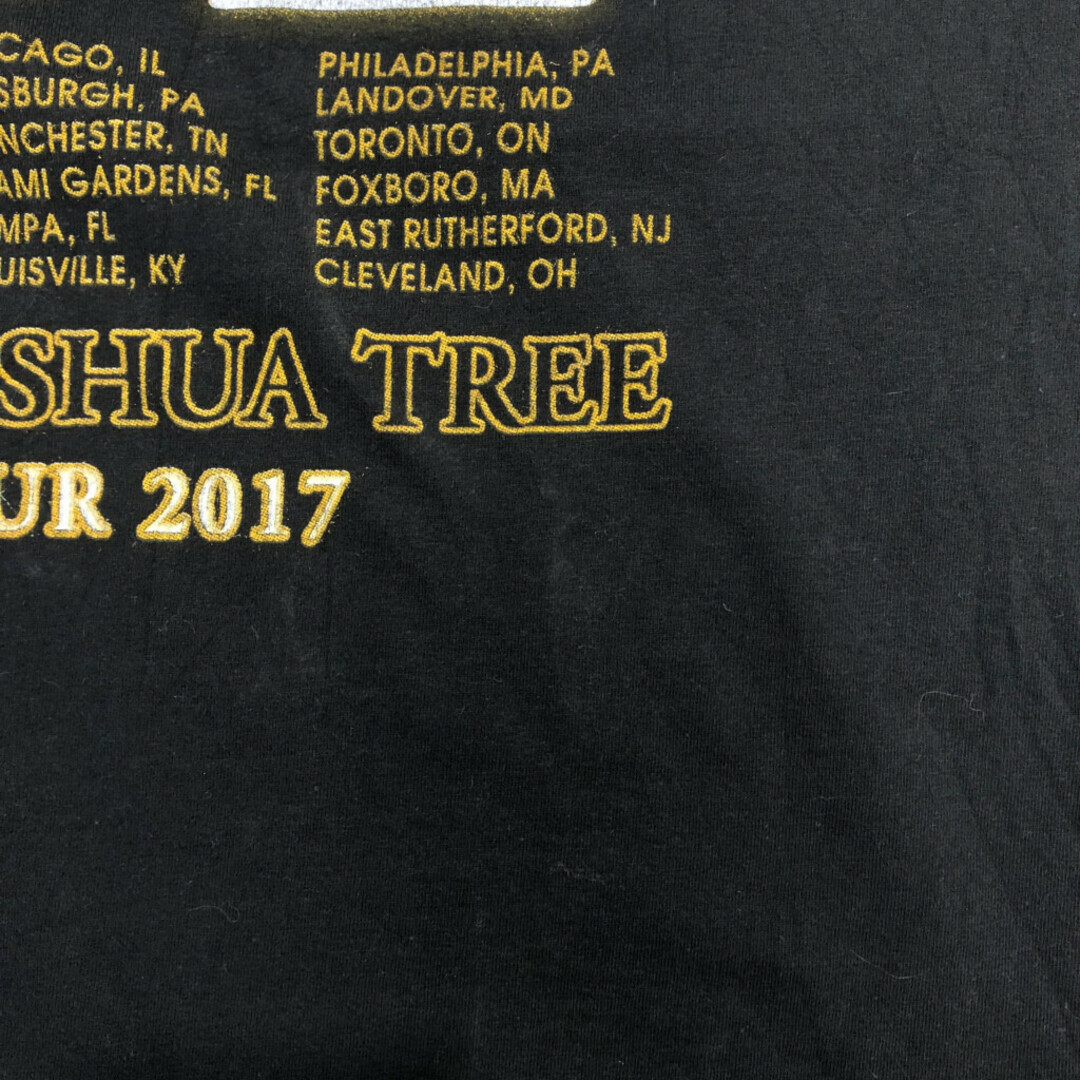 CAGO, IL
SBURGH, PA
NCHESTER, TN
AMI GARDENS, FL
MPA, FL
UISVILLE, KY
PHILADELPHIA, PA
LANDOVER, MD
TORONTO, ON
FOXBORO, MA
EAST RUTHERFORD, NJ
CLEVELAND, OH
SHUA TREE
UR 2017